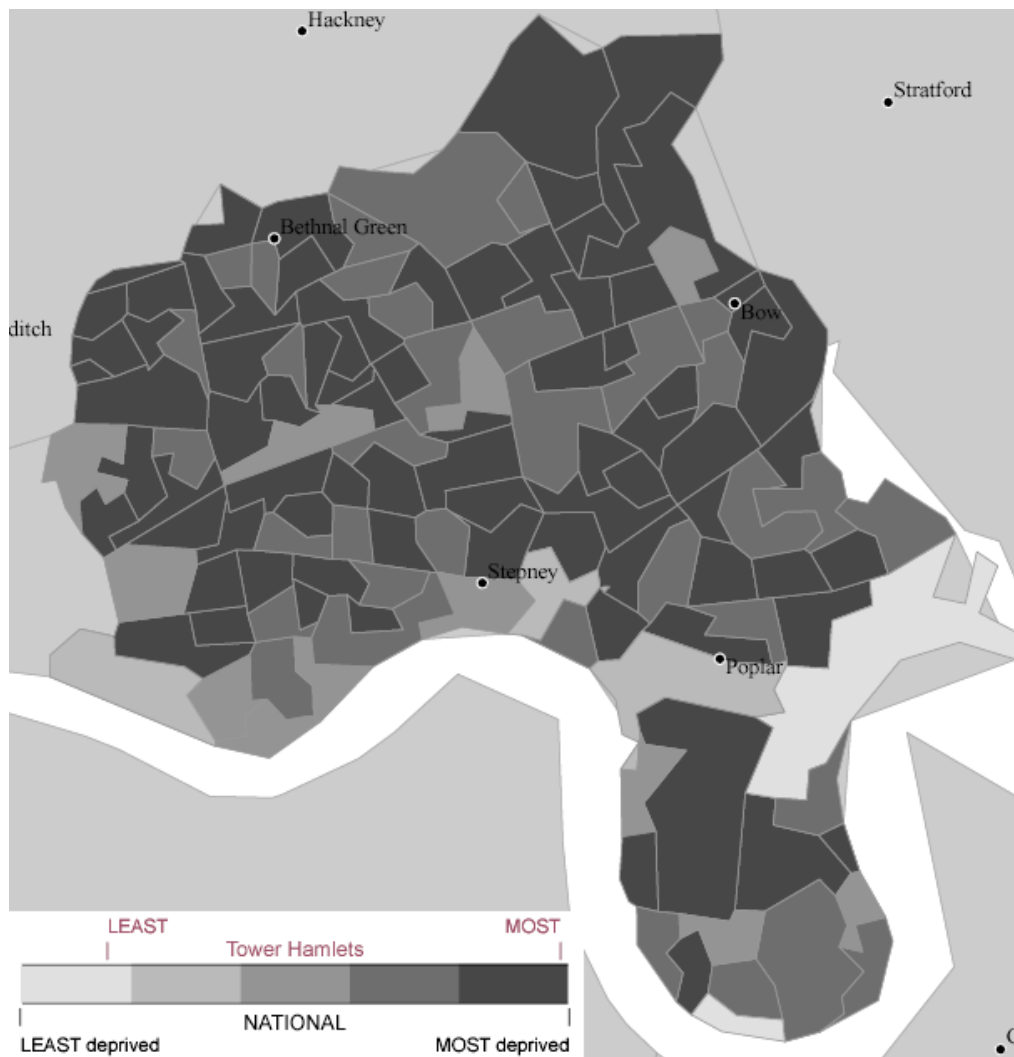 Hackney
Stratford
Bethnal Green
Bow
ditch
Stepney
Poplar
LEAST
MOST
Tower Hamlets
NATIONAL
LEAST deprived
MOST deprived